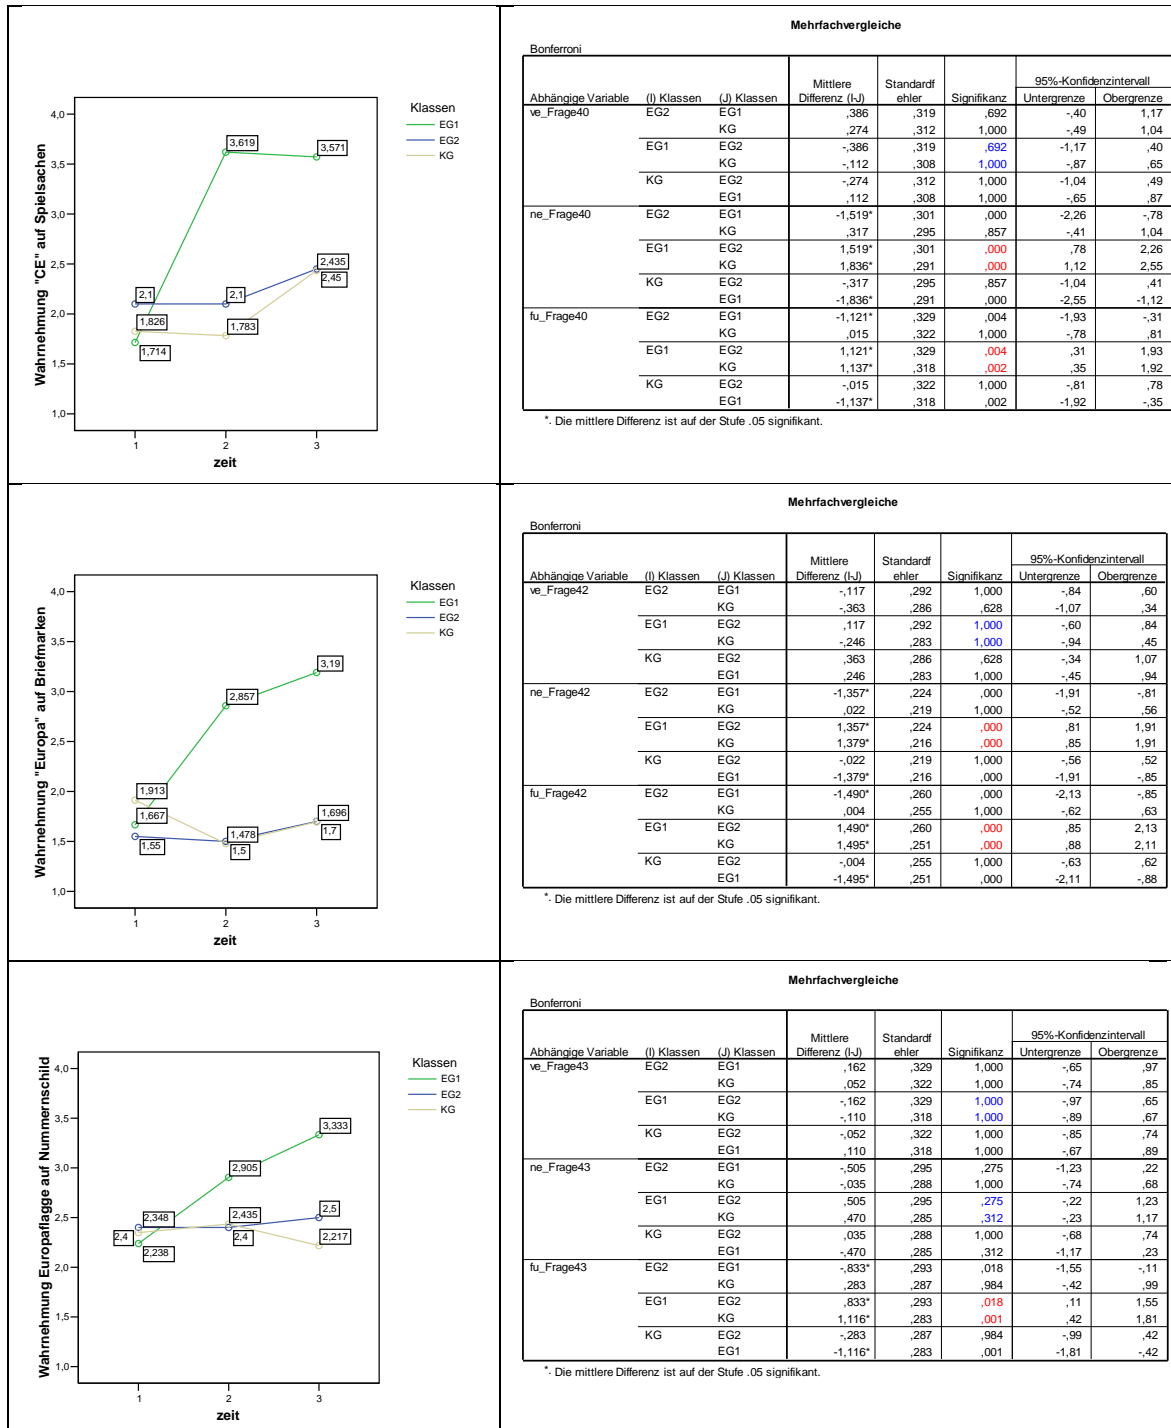 Wahrnehmung "CE" auf Spielsachen
4,0
3,5
3,0
2,5
2,0
1,5
1,0
1
2
3
zeit
Klassen
EG1
EG2
KG
3,619
3,571
2,1
2,1
2,435
2,45
1,826
1,783
1,714
Mehrfachvergleiche
Bonferroni
95%-Konfidenzintervall
Abhängige Variable (I) Klassen (J) Klassen Mittlere Differenz (I-J) Standardf ehler Signifikanz Untergrenze Obergrenze
ve_Frage40 EG2 EG1 ,386 ,319 ,692 -,40 1,17
KG ,274 ,312 1,000 -,49 1,04
EG1 EG2 -,386 ,319 ,692 -1,17 ,40
KG -,112 ,308 1,000 -,87 ,65
KG EG2 -,274 ,312 1,000 -1,04 ,49
EG1 ,112 ,308 1,000 -,65 ,87
ne_Frage40 EG2 EG1 -1,519* ,301 ,000 -2,26 -,78
KG ,317 ,295 ,857 -,41 1,04
EG1 EG2 1,519* ,301 ,000 ,78 2,26
KG 1,836* ,291 ,000 1,12 2,55
KG EG2 -,317 ,295 ,857 -1,04 ,41
EG1 -1,836* ,291 ,000 -2,55 -1,12
fu_Frage40 EG2 EG1 -1,121* ,329 ,004 -1,93 -,31
KG ,015 ,322 1,000 -,78 ,81
EG1 EG2 1,121* ,329 ,004 ,31 1,93
KG 1,137* ,318 ,002 ,35 1,92
KG EG2 -,015 ,322 1,000 -,81 ,78
EG1 -1,137* ,318 ,002 -1,92 -,35
*. Die mittlere Differenz ist auf der Stufe .05 signifikant.
Wahrnehmung "Europa" auf Briefmarken
4,0
3,5
3,0
2,5
2,0
1,5
1,0
1
2
3
zeit
Klassen
EG1
EG2
KG
3,19
2,857
1,913
1,667
1,55
1,478
1,5
1,696
1,7
Mehrfachvergleiche
Bonferroni
95%-Konfidenzintervall
Abhängige Variable (I) Klassen (J) Klassen Mittlere Differenz (I-J) Standardf ehler Signifikanz Untergrenze Obergrenze
ve_Frage42 EG2 EG1 -,117 ,292 1,000 -,84 ,60
KG -,363 ,286 ,628 -1,07 ,34
EG1 EG2 ,117 ,292 1,000 -,60 ,84
KG -,246 ,283 1,000 -,94 ,45
KG EG2 ,363 ,286 ,628 -,34 1,07
EG1 ,246 ,283 1,000 -,45 ,94
ne_Frage42 EG2 EG1 -1,357* ,224 ,000 -1,91 -,81
KG ,022 ,219 1,000 -,52 ,56
EG1 EG2 1,357* ,224 ,000 ,81 1,91
KG 1,379* ,216 ,000 ,85 1,91
KG EG2 -,022 ,219 1,000 -,56 ,52
EG1 -1,379* ,216 ,000 -1,91 -,85
fu_Frage42 EG2 EG1 -1,490* ,260 ,000 -2,13 -,85
KG ,004 ,255 1,000 -,62 ,63
EG1 EG2 1,490* ,260 ,000 ,85 2,13
KG 1,495* ,251 ,000 ,88 2,11
KG EG2 -,004 ,255 1,000 -,63 ,62
EG1 -1,495* ,251 ,000 -2,11 -,88
*. Die mittlere Differenz ist auf der Stufe .05 signifikant.
Wahrnehmung Europaflagge auf Nummernschild
4,0
3,5
3,0
2,5
2,0
1,5
1,0
1
2
3
zeit
Klassen
EG1
EG2
KG
3,333
2,905
2,348
2,435
2,5
2,4
2,4
2,238
2,217
Mehrfachvergleiche
Bonferroni
95%-Konfidenzintervall
Abhängige Variable (I) Klassen (J) Klassen Mittlere Differenz (I-J) Standardf ehler Signifikanz Untergrenze Obergrenze
ve_Frage43 EG2 EG1 ,162 ,329 1,000 -,65 ,97
KG ,052 ,322 1,000 -,74 ,85
EG1 EG2 -,162 ,329 1,000 -,97 ,65
KG -,110 ,318 1,000 -,89 ,67
KG EG2 -,052 ,322 1,000 -,85 ,74
EG1 ,110 ,318 1,000 -,67 ,89
ne_Frage43 EG2 EG1 -,505 ,295 ,275 -1,23 ,22
KG -,035 ,288 1,000 -,74 ,68
EG1 EG2 ,505 ,295 ,275 -,22 1,23
KG ,470 ,285 ,312 -,23 1,17
KG EG2 ,035 ,288 1,000 -,68 ,74
EG1 -,470 ,285 ,312 -1,17 ,23
fu_Frage43 EG2 EG1 -,833* ,293 ,018 -1,55 -,11
KG ,283 ,287 ,984 -,42 ,99
EG1 EG2 ,833* ,293 ,018 ,11 1,55
KG 1,116* ,283 ,001 ,42 1,81
KG EG2 -,283 ,287 ,984 -,99 ,42
EG1 -1,116* ,283 ,001 -1,81 -,42
*. Die mittlere Differenz ist auf der Stufe .05 signifikant.